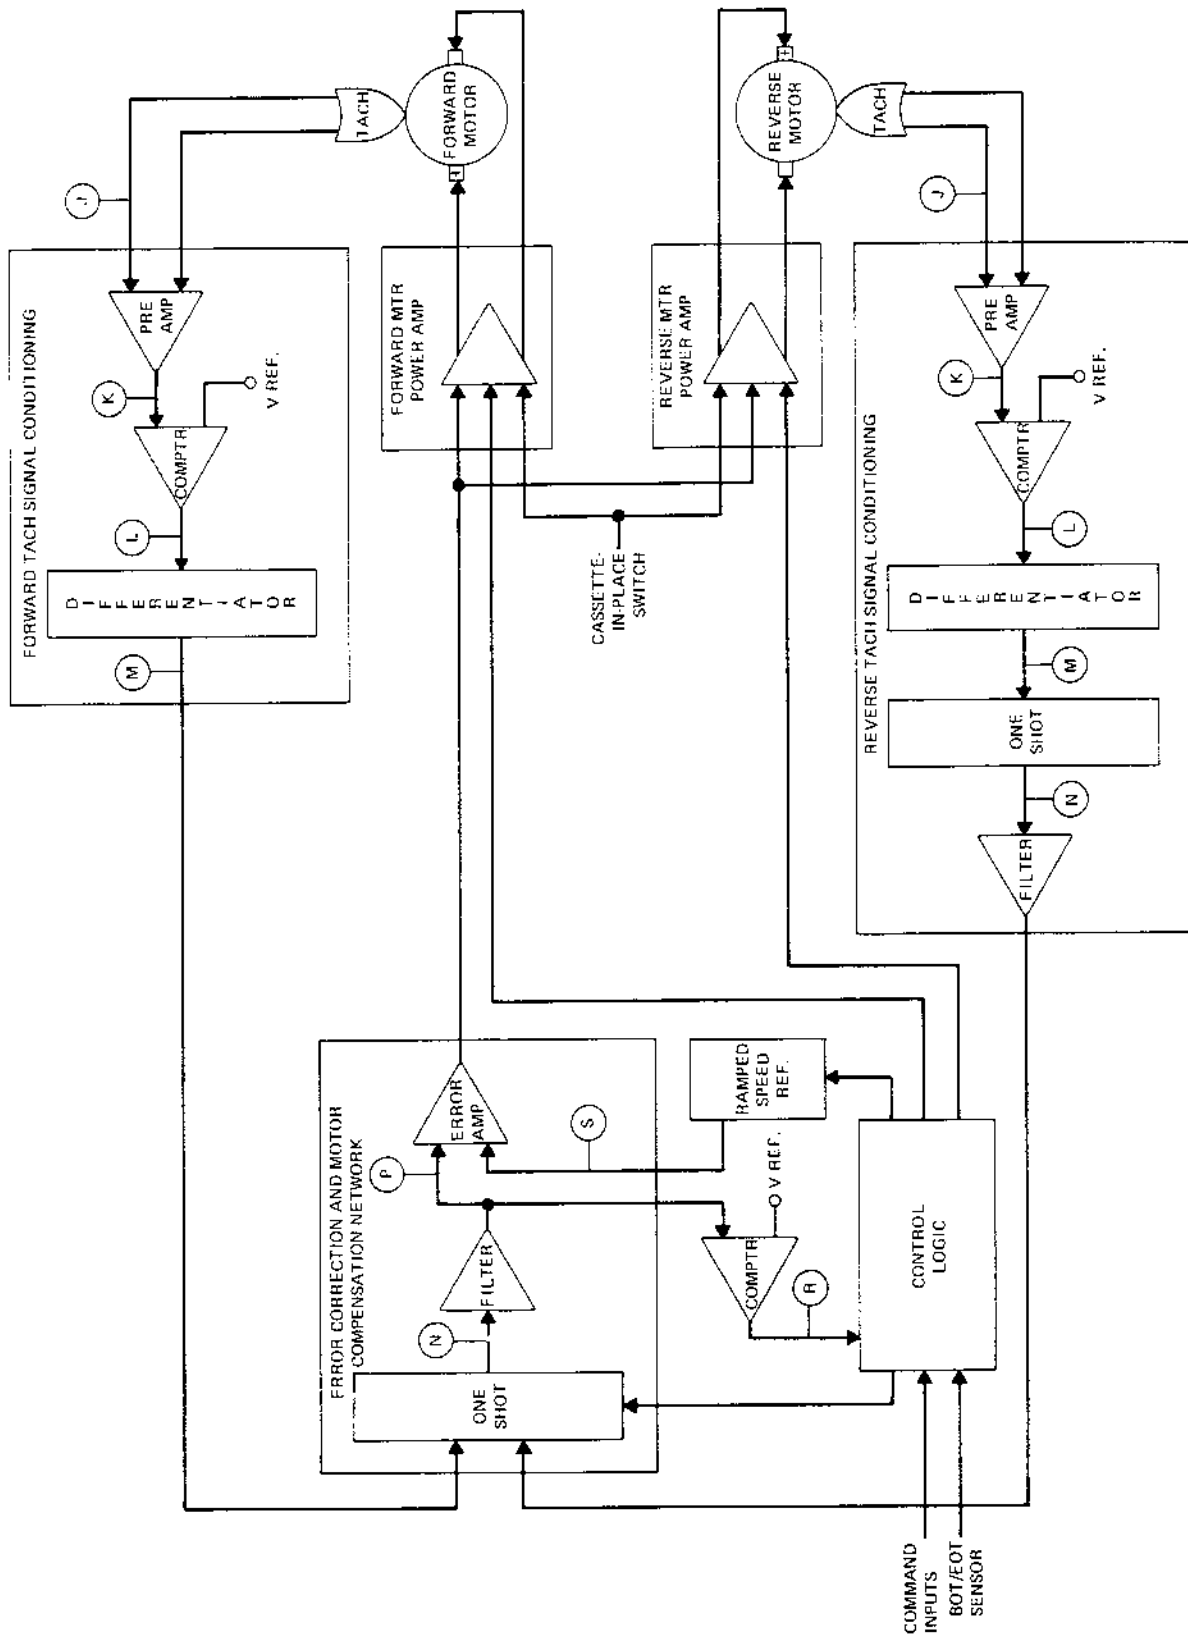 FORWARD TACH SIGNAL CONDITIONING
D I F F E R E N T I A T O R
M
L
COMPTR
V REF.
K
PRE
AMP
J
TACH
FORWARD
MOTOR
+
FORWARD MTR
POWER AMP
CASSETTE-
IN-PLACE
SWITCH
REVERSE MTR
POWER AMP
REVERSE
MOTOR
+
TACH
J
REVERSE TACH SIGNAL CONDITIONING
PRE
AMP
K
V REF.
COMPTR
L
D I F F E R E N T I A T O R
M
ONE
SHOT
N
FILTER
ERROR CORRECTION AND MOTOR
COMPENSATION NETWORK
ONE
SHOT
N
FILTER
P
ERROR
AMP
S
RAMPED
SPEED
REF.
V REF.
COMPTR
R
CONTROL
LOGIC
COMMAND
INPUTS
BOT/EOT
SENSOR